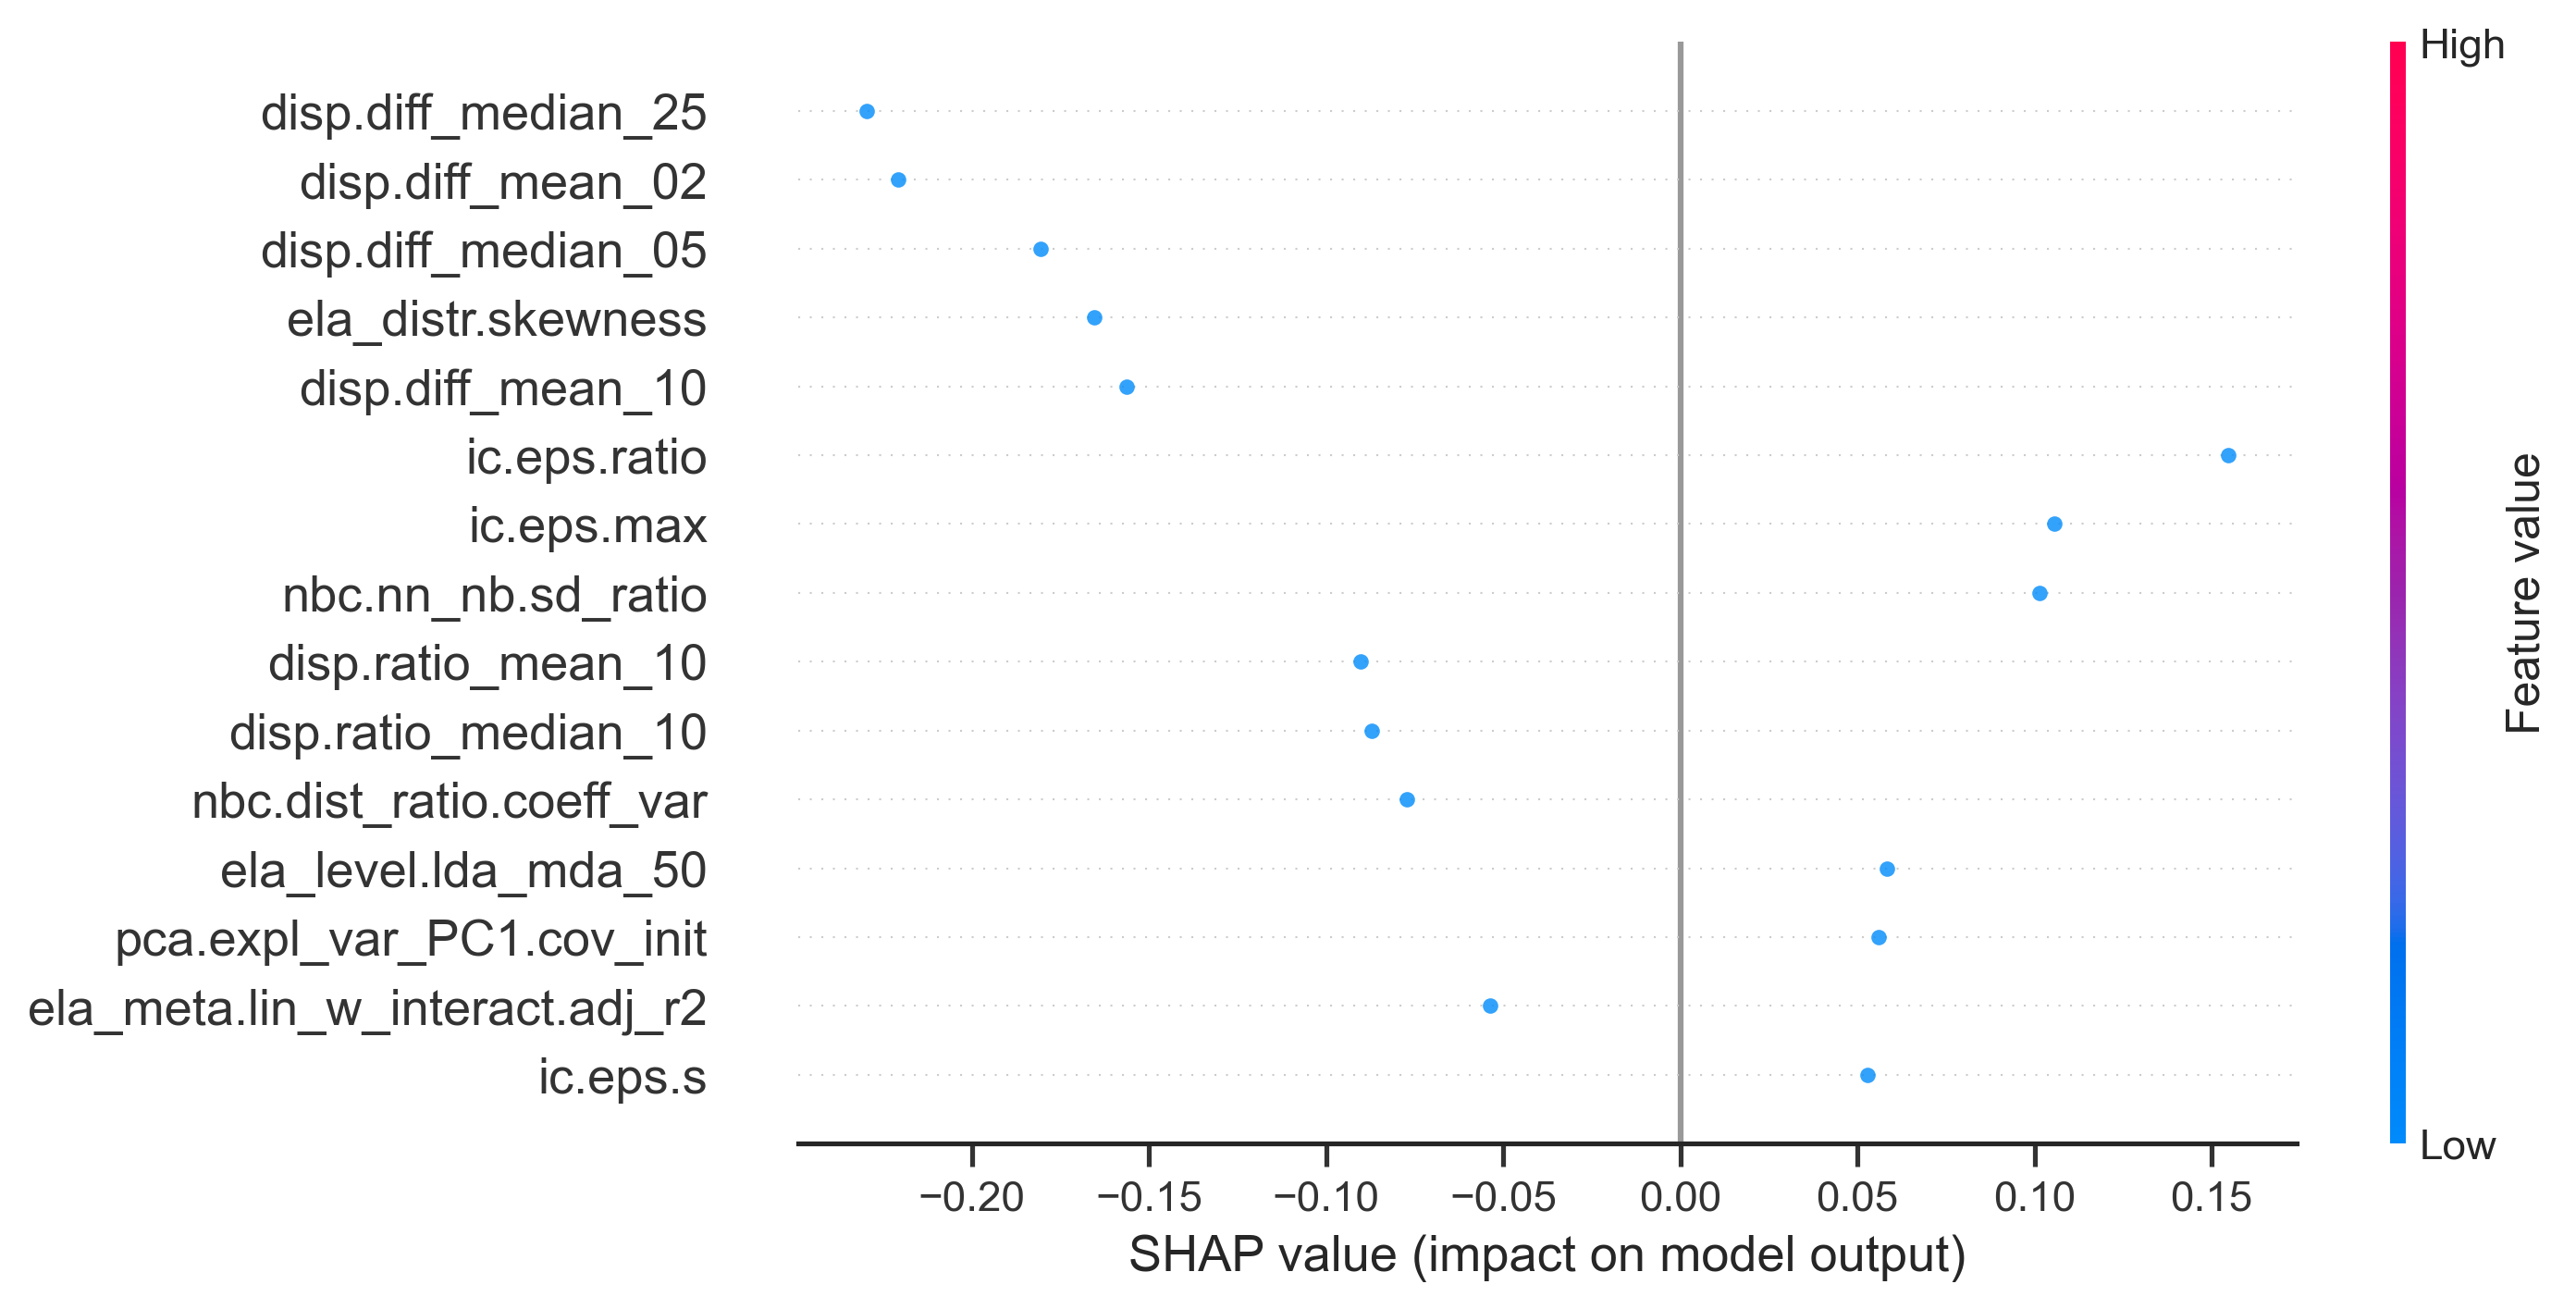 High
disp.diff_median_25
disp.diff_mean_02
disp.diff_median_05
ela_distr.skewness
disp.diff_mean_10
ic.eps.ratio
ic.eps.max
nbc.nn_nb.sd_ratio
disp.ratio_mean_10
disp.ratio_median_10
nbc.dist_ratio.coeff_var
ela_level.lda_mda_50
pca.expl_var_PC1.cov_init
ela_meta.lin_w_interact.adj_r2
ic.eps.s
Feature value
Low
−0.20 −0.15 −0.10 −0.05 0.00 0.05 0.10 0.15
SHAP value (impact on model output)